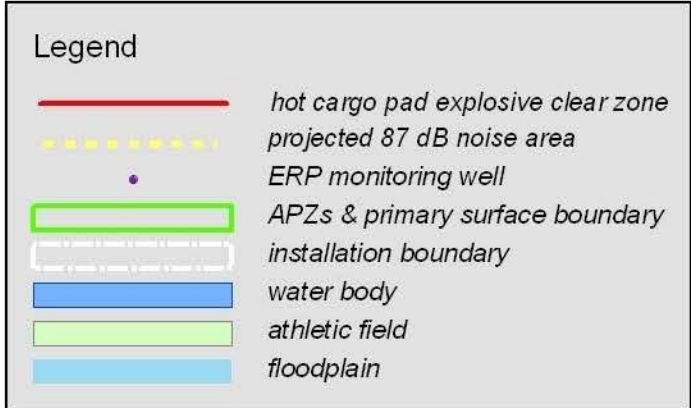 Legend
hot cargo pad explosive clear zone
projected 87 dB noise area
ERP monitoring well
APZs & primary surface boundary
installation boundary
water body
athletic field
floodplain